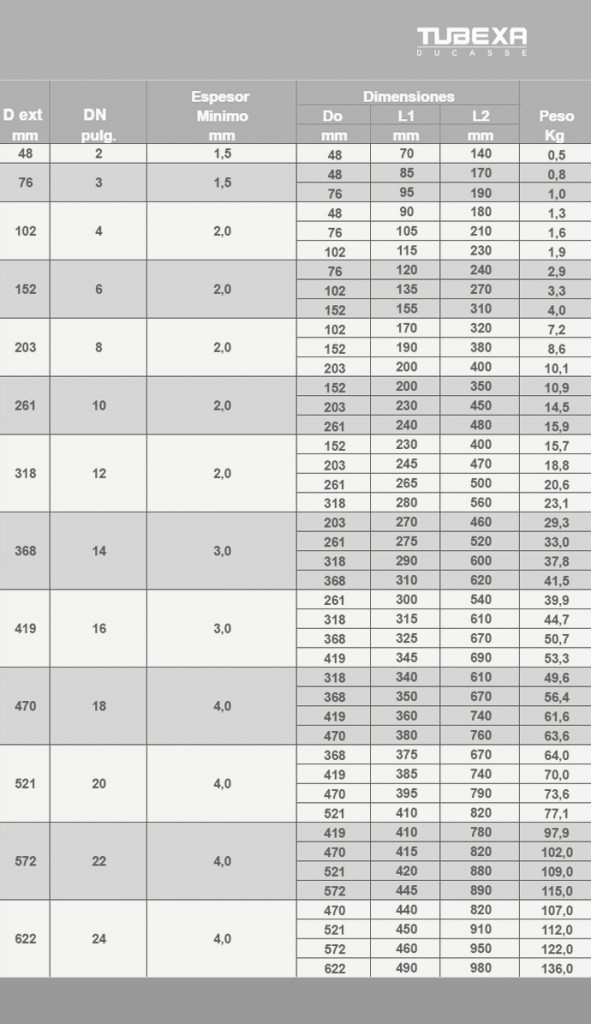 TUBEXA
DUCASSE
D ext mm DN pulg. Espesor Mínimo mm Dimensiones Peso Kg
Do mm L1 mm L2 mm
48 2 1,5 48 70 140 0,5
76 3 1,5 48 85 170 0,8
76 95 190 1,0
102 4 2,0 48 90 180 1,3
76 105 210 1,6
102 115 230 1,9
152 6 2,0 76 120 240 2,9
102 135 270 3,3
152 155 310 4,0
203 8 2,0 102 170 320 7,2
152 190 380 8,6
203 200 400 10,1
261 10 2,0 152 200 350 10,9
203 230 450 14,5
261 240 480 15,9
318 12 2,0 152 230 400 15,7
203 245 470 18,8
261 265 500 20,6
318 280 560 23,1
368 14 3,0 203 270 460 29,3
261 275 520 33,0
318 290 600 37,8
368 310 620 41,5
419 16 3,0 261 300 540 39,9
318 315 610 44,7
368 325 670 50,7
419 345 690 53,3
470 18 4,0 318 340 610 49,6
368 350 670 56,4
419 360 740 61,6
470 380 760 63,6
521 20 4,0 368 375 670 64,0
419 385 740 70,0
470 395 790 73,6
521 410 820 77,1
572 22 4,0 419 410 780 97,9
470 415 820 102,0
521 420 880 109,0
572 445 890 115,0
622 24 4,0 470 440 820 107,0
521 450 910 112,0
572 460 950 122,0
622 490 980 136,0